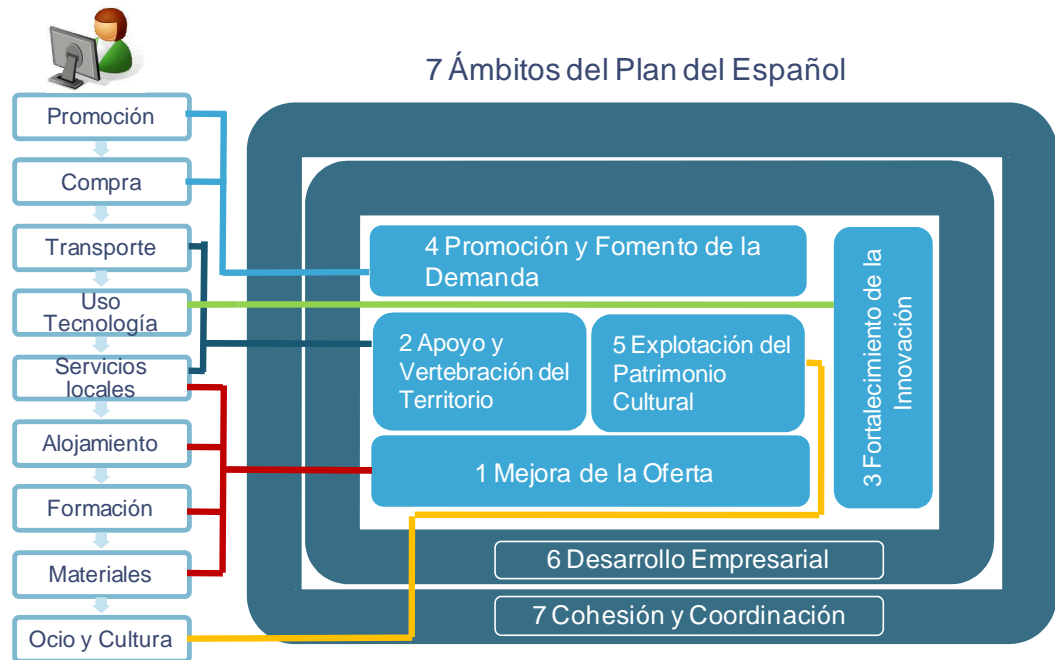 7 Ámbitos del Plan del Español
Promoción
Compra
Transporte
Uso
Tecnología
Servicios
locales
Alojamiento
Formación
Materiales
Ocio y Cultura
4 Promoción y Fomento de la
Demanda
2 Apoyo y
Vertebración del
Territorio
5 Explotación del
Patrimonio
Cultural
3 Fortalecimiento de la
Innovación
1 Mejora de la Oferta
6 Desarrollo Empresarial
7 Cohesión y Coordinación